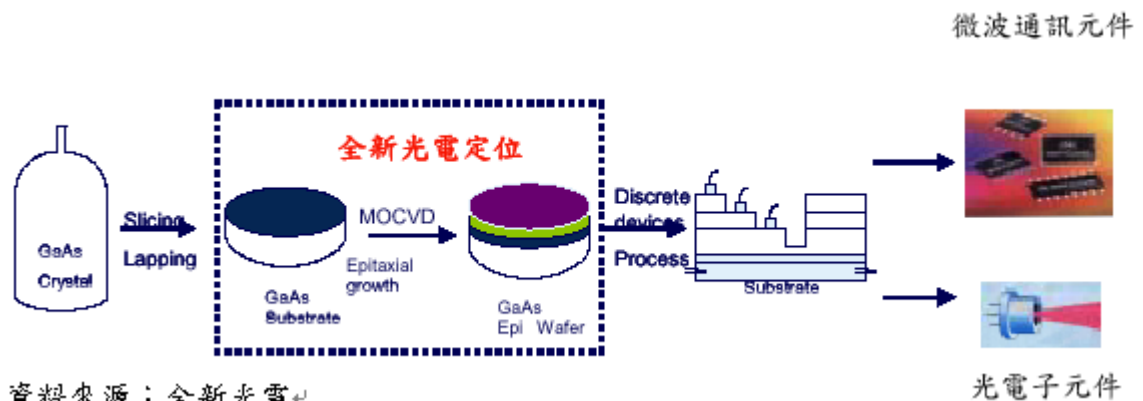 微波通訊元件
全新光電定位
GaAs
Crystal
Slicing
Lapping
MOCVD
Epitaxial
growth
GaAs
Substrate
GaAs
Epi Wafer
Discrete
devices
Process
Substrate
光電子元件
資料來源：全新光電